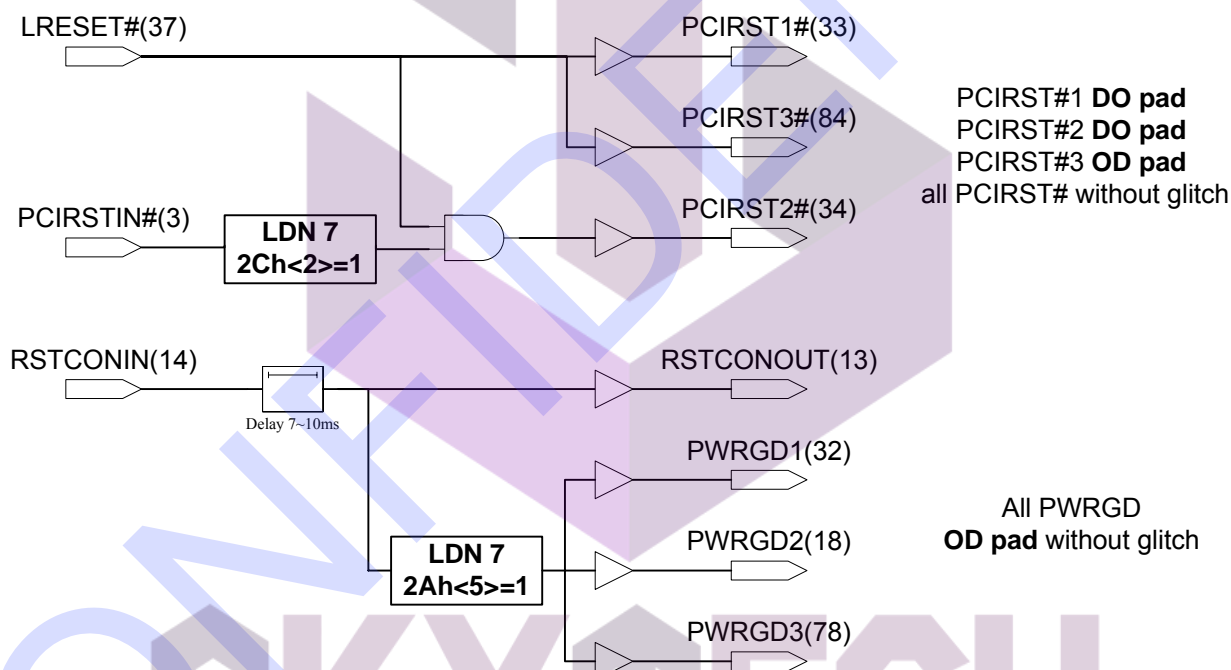 LRESET#(37)
PCIRST1#(33)
PCIRST3#(84)
PCIRST#1 DO pad
PCIRST#2 DO pad
PCIRST#3 OD pad
all PCIRST# without glitch
PCIRSTIN#(3)
LDN 7
2Ch<2>=1
PCIRST2#(34)
RSTCONIN(14)
Delay 7~10ms
RSTCONOUT(13)
PWRGD1(32)
LDN 7
2Ah<5>=1
PWRGD2(18)
All PWRGD
OD pad without glitch
PWRGD3(78)